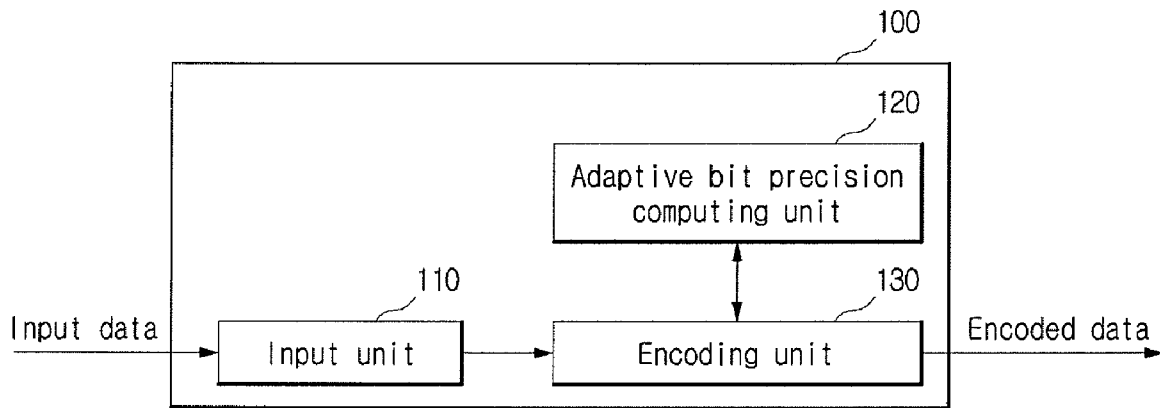 100
120
Adaptive bit precision
computing unit
110
130
Input data
Input unit
Encoding unit
Encoded data